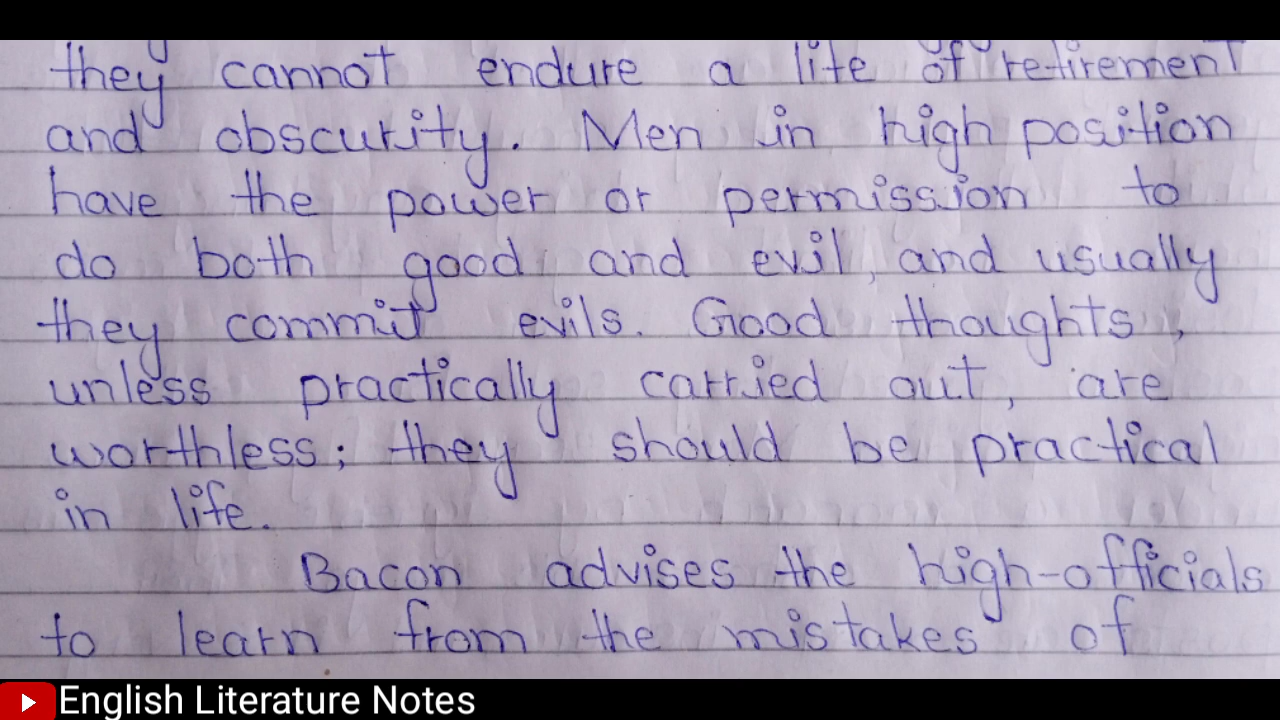 they cannot endure a life of retirement
and obscurity. Men in high position
have the power or permission to
do both good and evil, and usually
they commit evils. Good thoughts,
unless practically carried out, are
worthless; they should be practical
in life.
Bacon advises the high-officials
to learn from the mistakes of
English Literature Notes